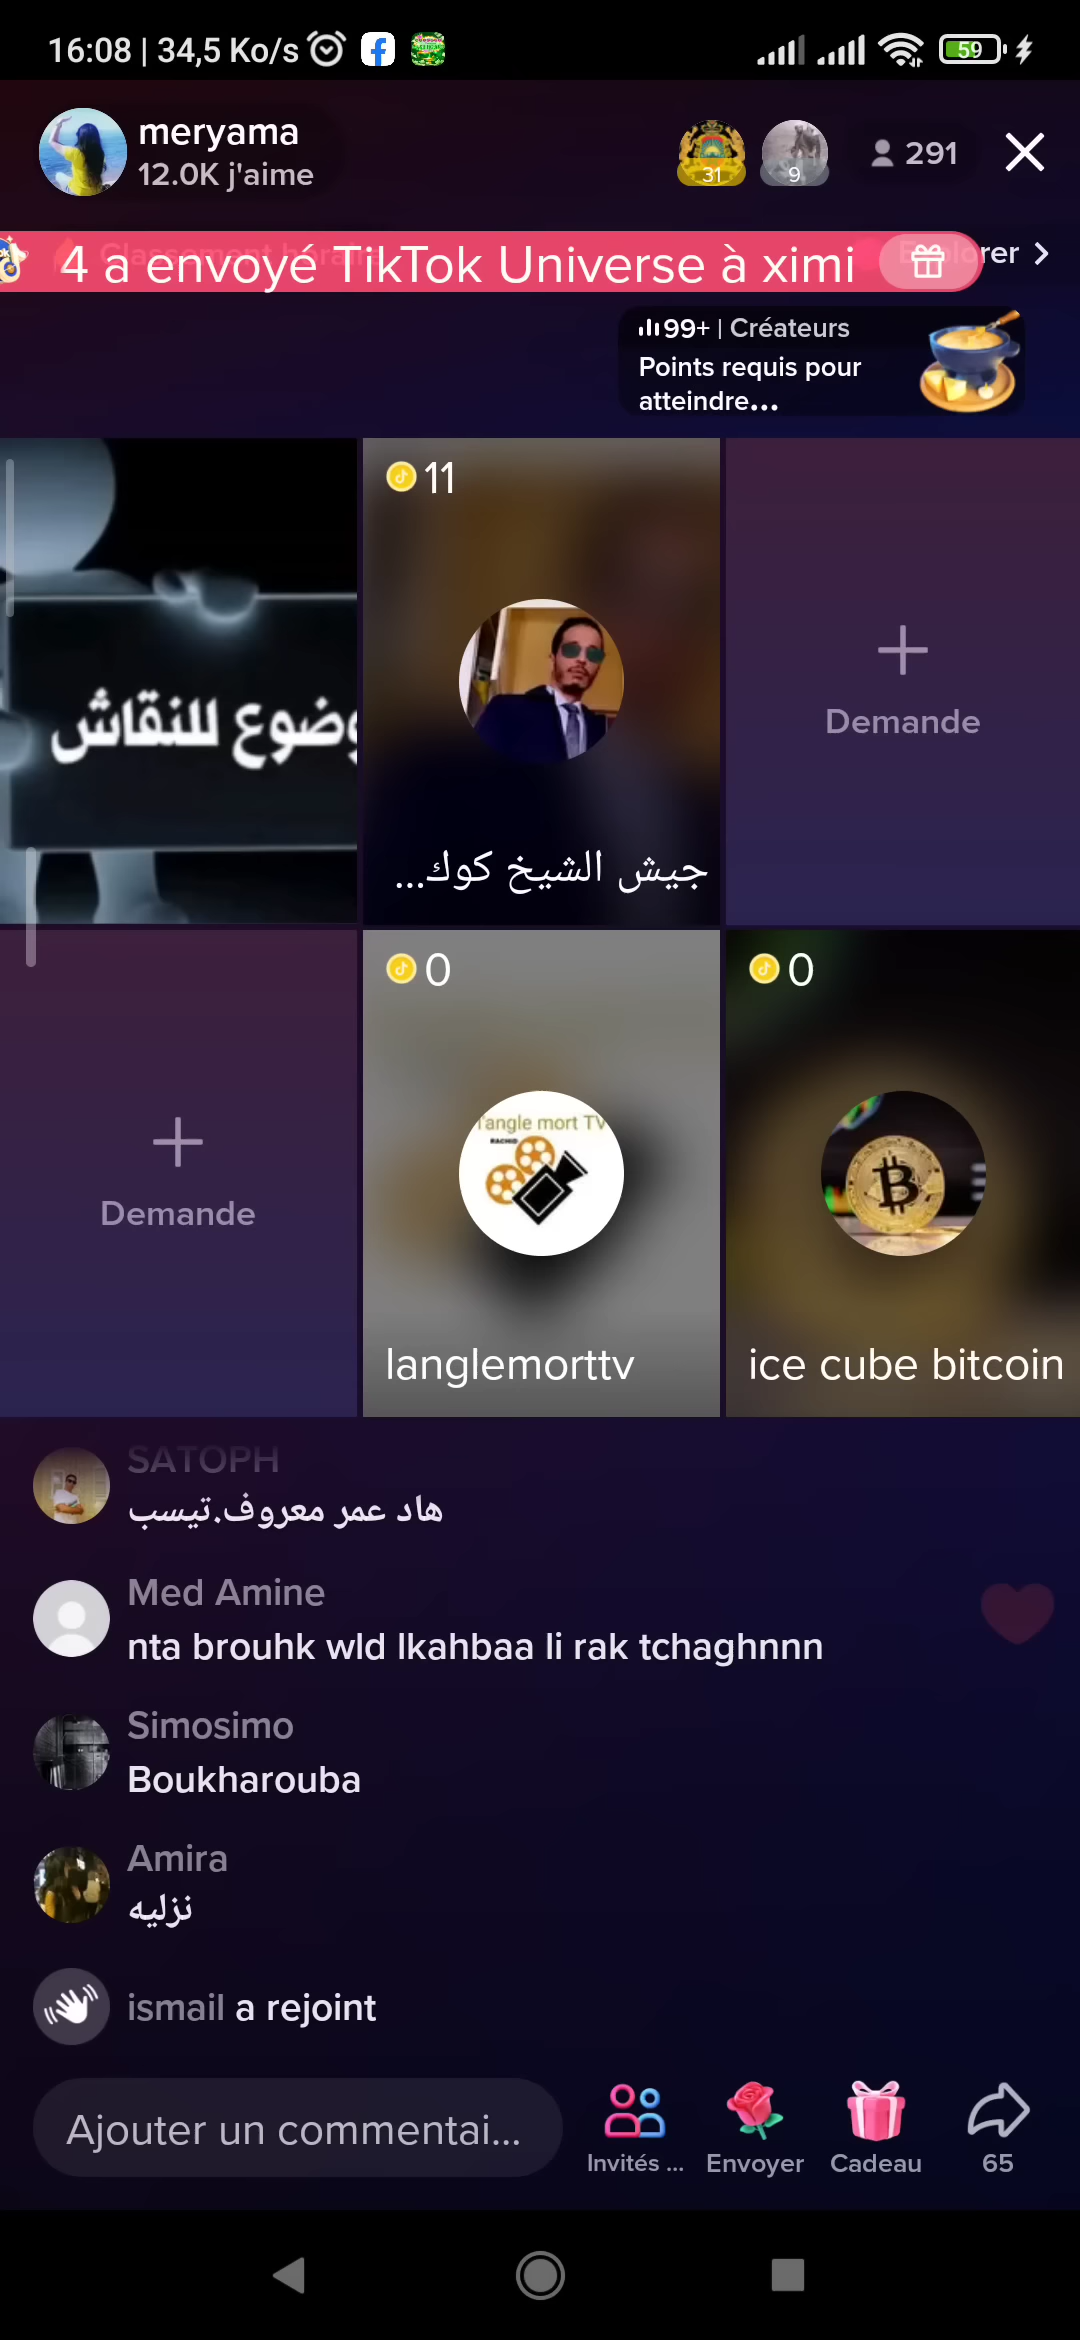 16:08 | 34,5 Ko/s
59
meryama
12.0K j'aime
31
9
291
4 a envoyé TikTok Universe à ximi
rer >
99+ | Créateurs
Points requis pour
atteindre...
11
وضوع للنقاش
جيش الشيخ كوك...
Demande
Demande
0
l'angle mort TV
RACHID
langlemorttv
0
ice cube bitcoin
SATOPH
هاد عمر معروف.تيسب
Med Amine
nta brouhk wld lkahbaa li rak tchaghnnn
Simosimo
Boukharouba
Amira
نزليه
ismail a rejoint
Ajouter un commentai...
Invités ...
Envoyer
Cadeau
65